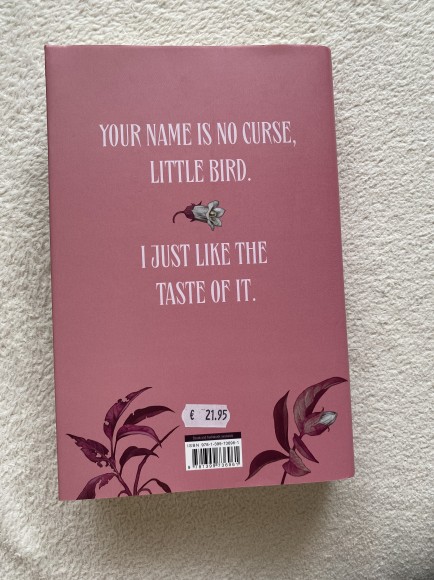 YOUR NAME IS NO CURSE,
LITTLE BIRD.
I JUST LIKE THE
TASTE OF IT.
€ 21.95